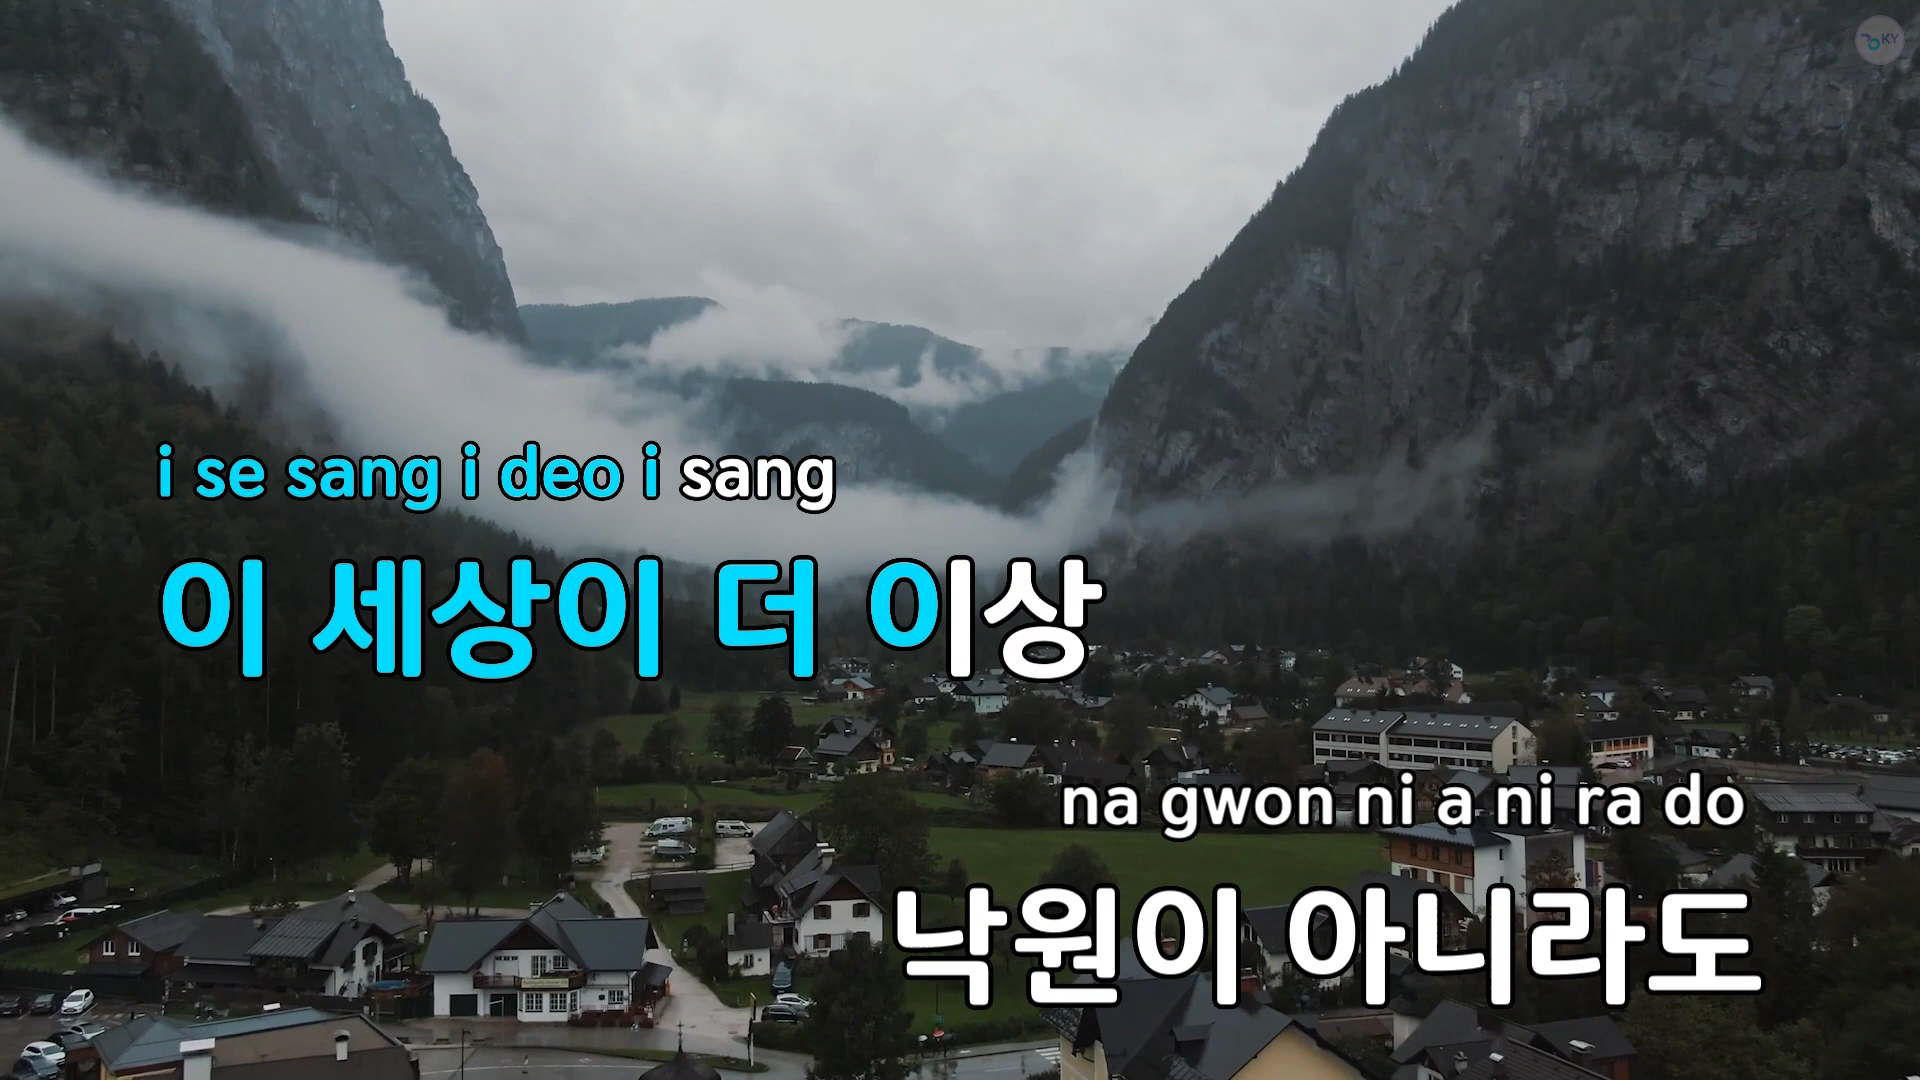 KY
i se sang i deo i sang
이 세상이 더 이상
na gwon ni a ni ra do
낙원이 아니라도